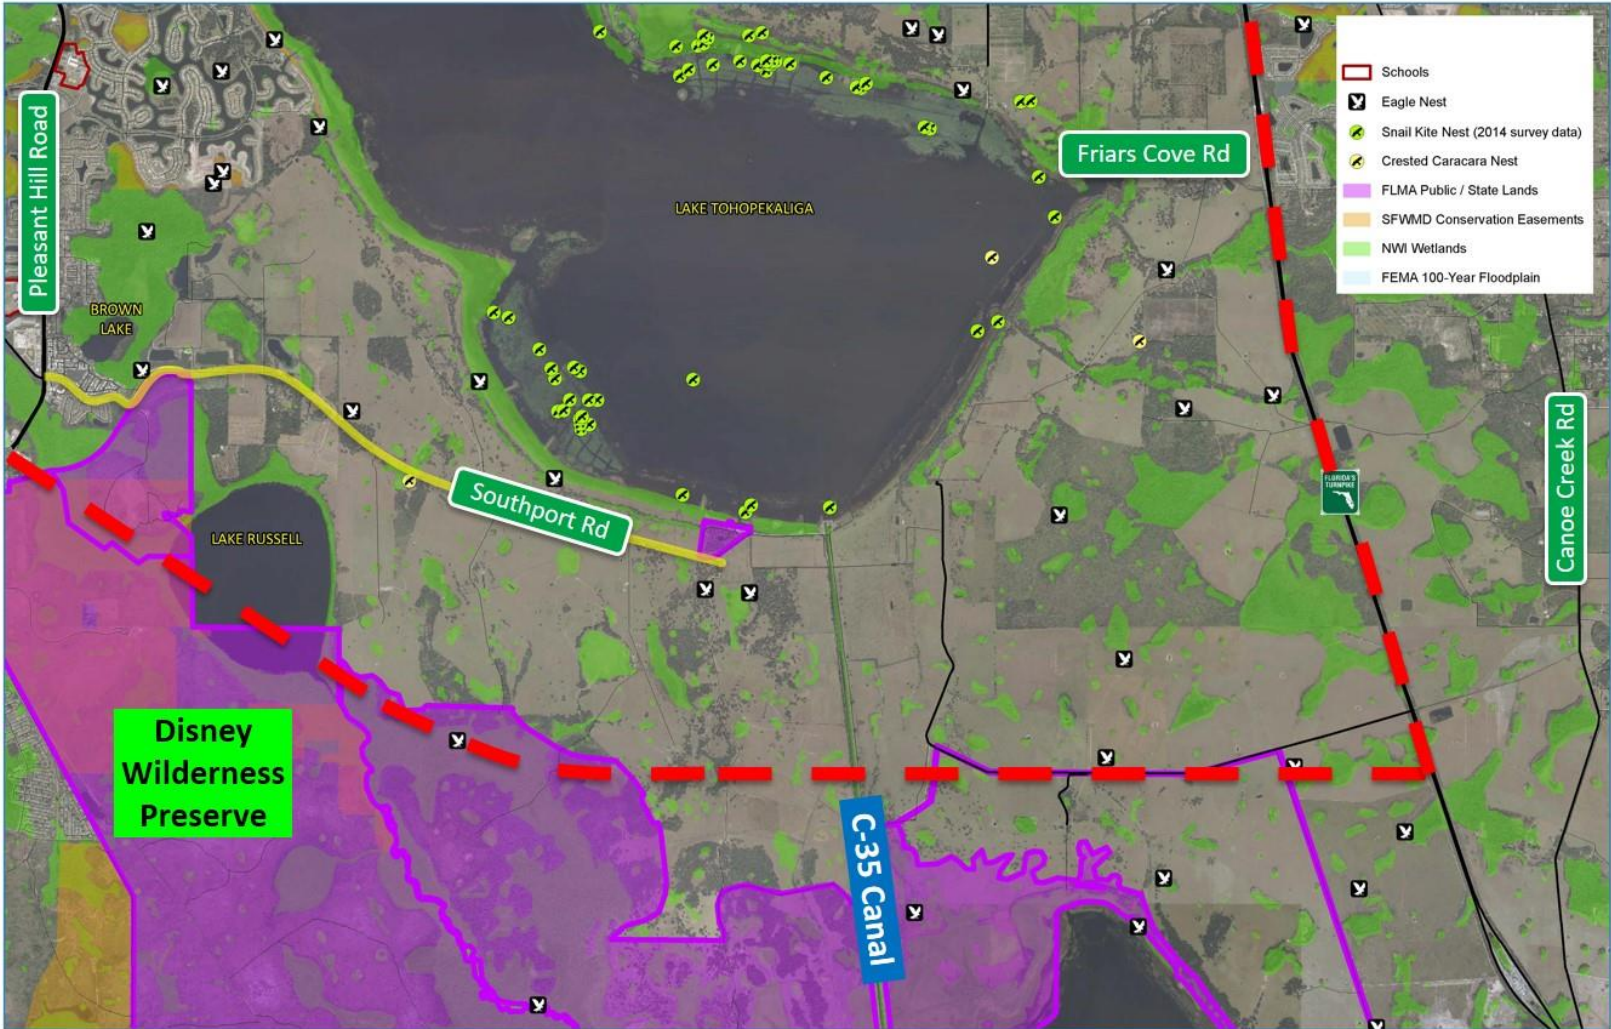 Schools
Eagle Nest
Snail Kite Nest (2014 survey data)
Crested Caracara Nest
FLMA Public / State Lands
SFWMD Conservation Easements
NWI Wetlands
FEMA 100-Year Floodplain
Pleasant Hill Road
Friars Cove Rd
LAKE TOHOPEKALIGA
BROWN
LAKE
Southport Rd
LAKE RUSSELL
FLORIDA'S
TURNPIKE
Canoe Creek Rd
Disney
Wilderness
Preserve
C-35 Canal